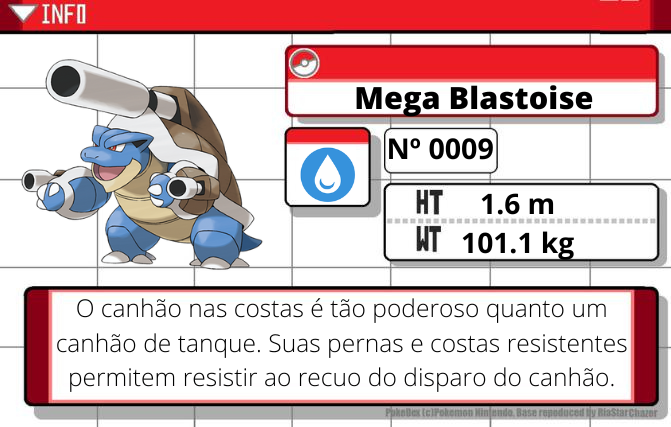 INFO
Mega Blastoise
Nº 0009
HT 1.6 m
WT 101.1 kg
O canhão nas costas é tão poderoso quanto um
canhão de tanque. Suas pernas e costas resistentes
permitem resistir ao recuo do disparo do canhão.
PokeDex (c)Pokemon Nintendo. Base reproduced by RiaStarChazer